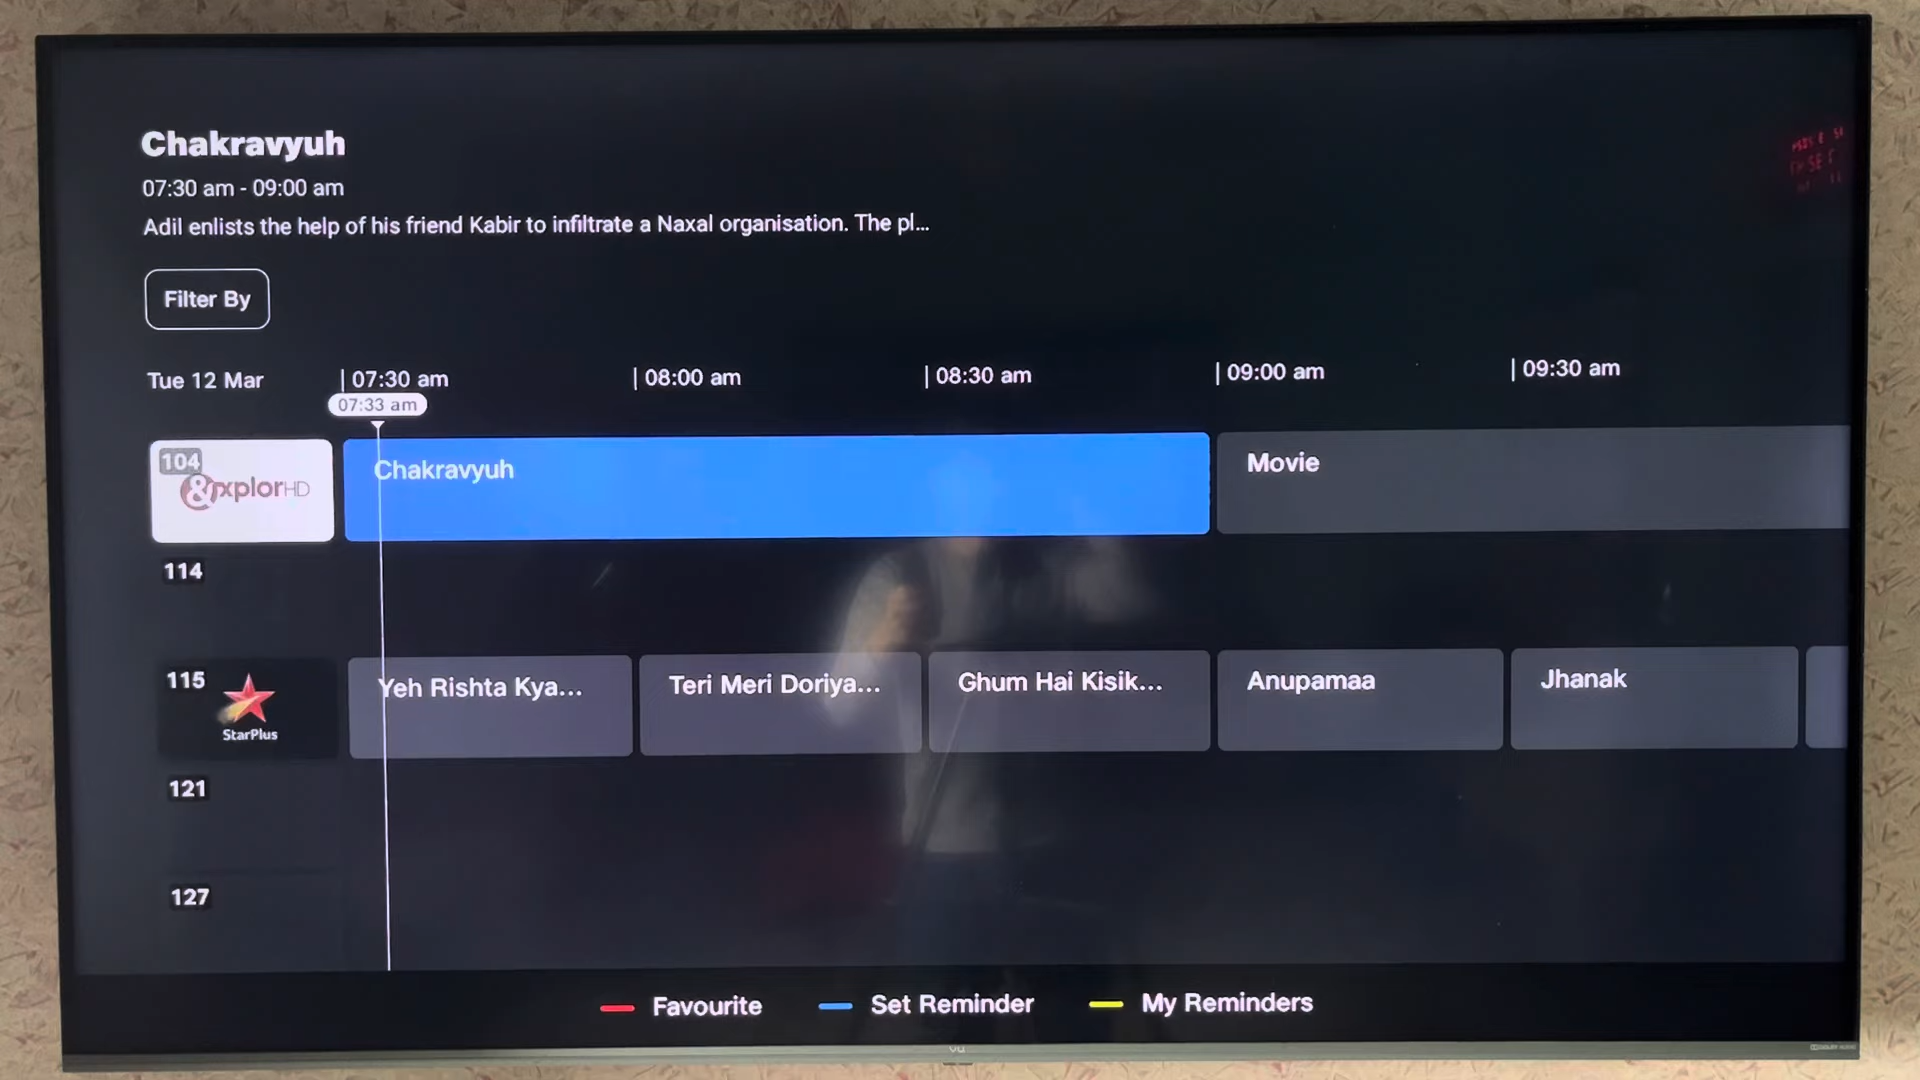 Chakravyuh
07:30 am - 09:00 am
Adil enlists the help of his friend Kabir to infiltrate a Naxal organisation. The pl...
Filter By
Tue 12 Mar | 07:30 am | 08:00 am | 08:30 am | 09:00 am | 09:30 am
07:33 am
104 &xplorHD Chakravyuh Movie
114
115 StarPlus Yeh Rishta Kya... Teri Meri Doriya... Ghum Hai Kisik... Anupamaa Jhanak
121
127
Favourite Set Reminder My Reminders